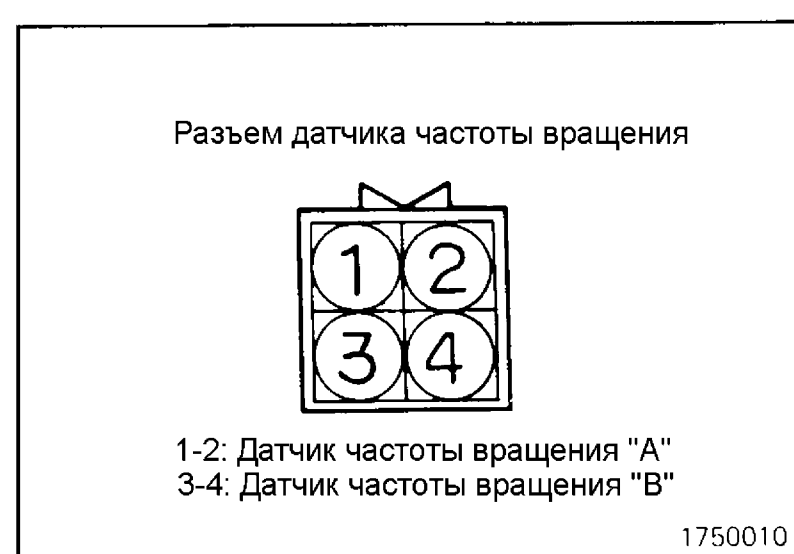 Разъем датчика частоты вращения
1 2
3 4
1-2: Датчик частоты вращения "А"
3-4: Датчик частоты вращения "В"
1750010